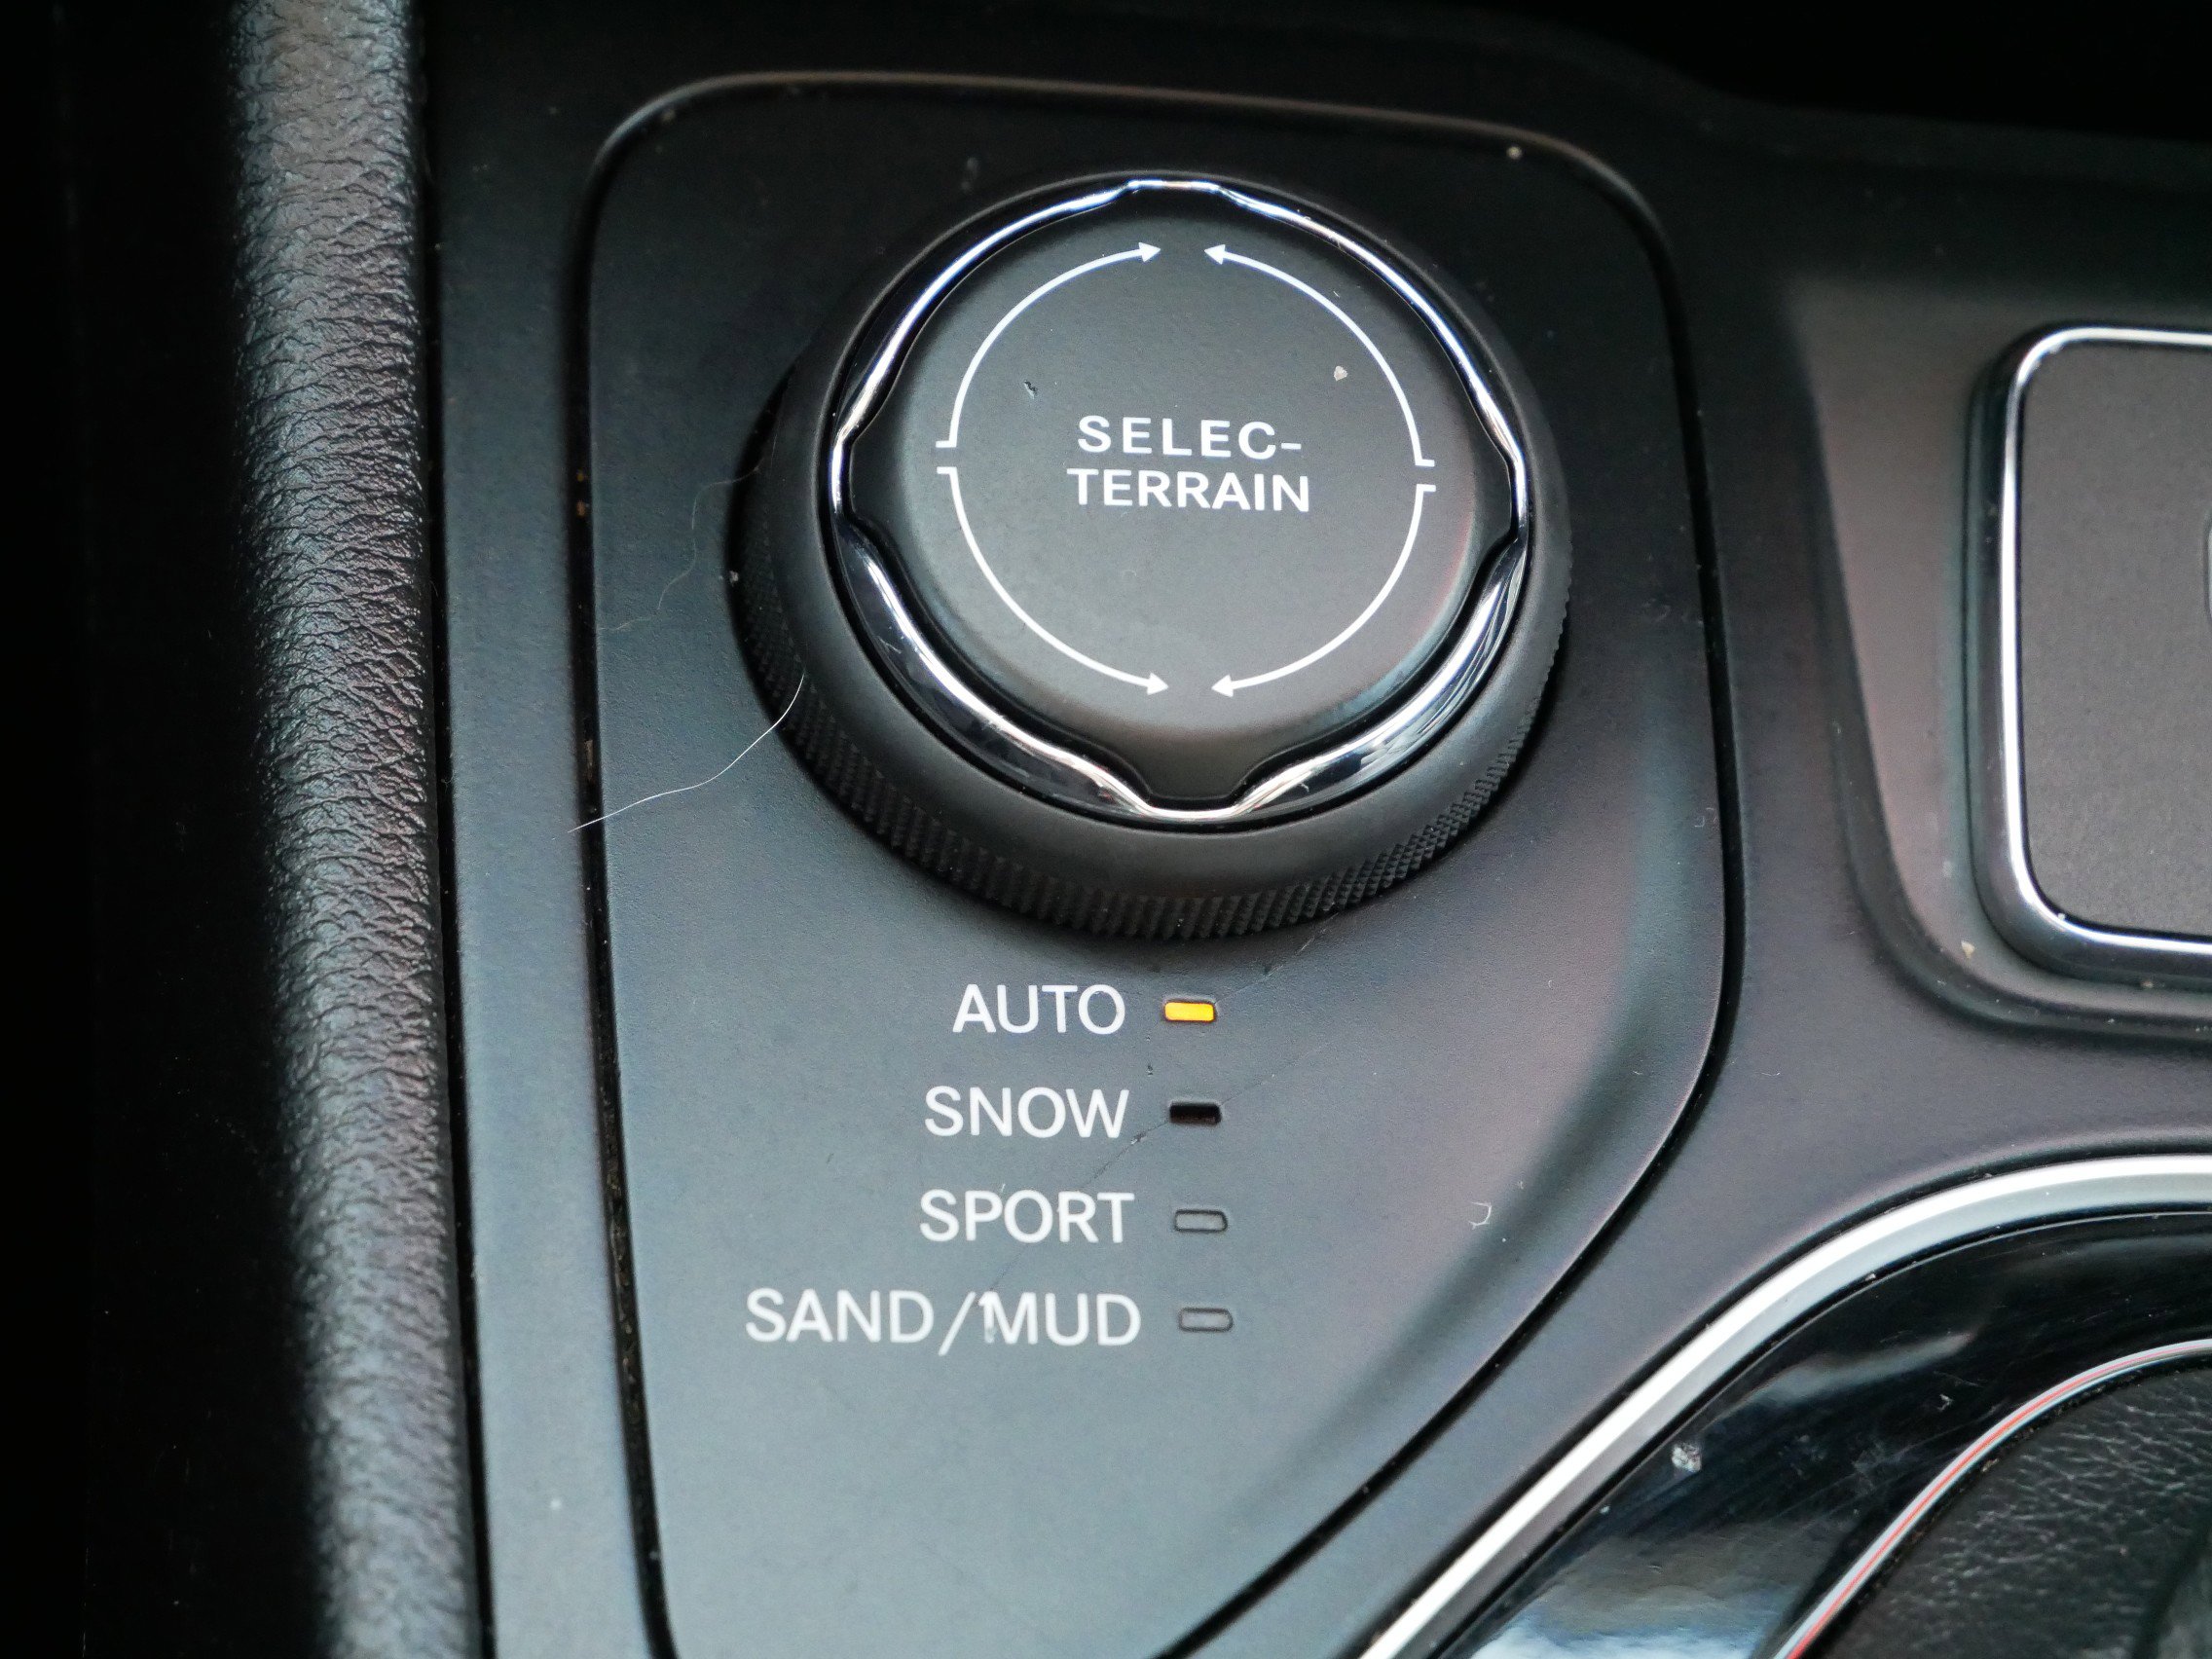 SELEC-
TERRAIN
AUTO
SNOW
SPORT
SAND/MUD